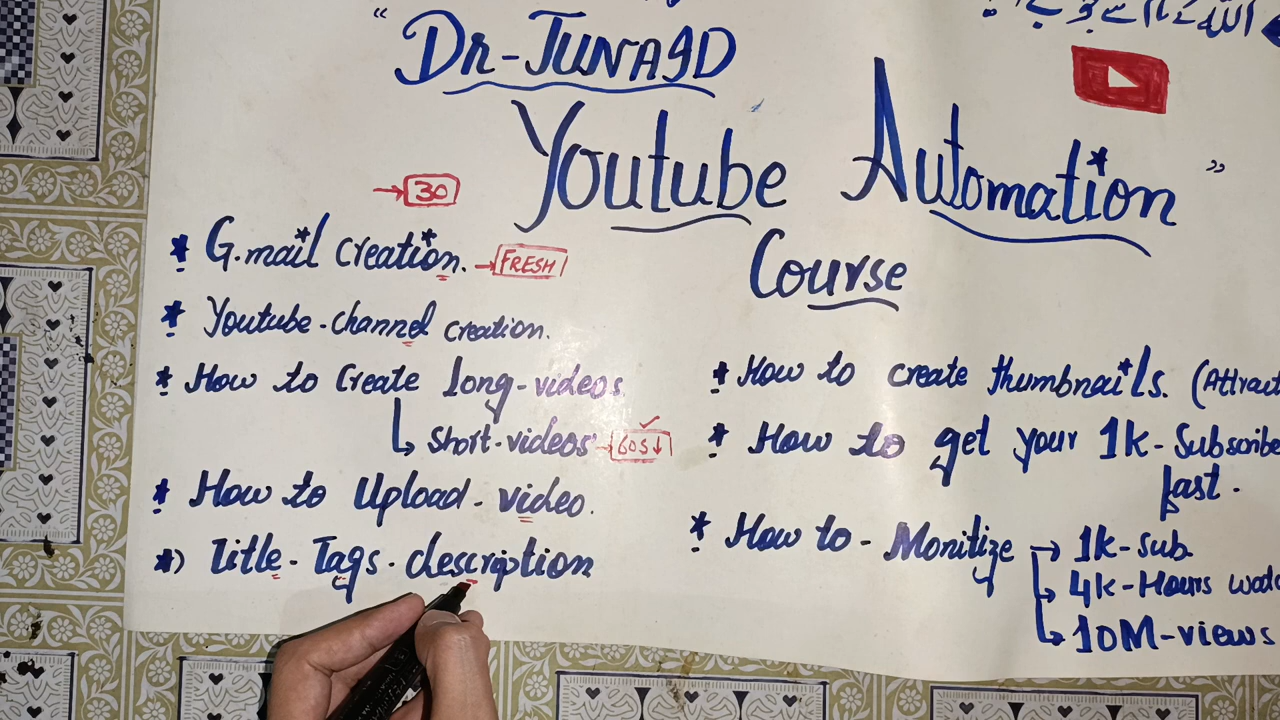 “ Dr-JUNAID
Youtube Automation ”
Course
→ 30
* G.mail creation. → FRESH
* Youtube-channel creation.
* How to Create long-videos
short-videos → 60s↓ ✓
* How to Upload-video.
*) Title-Tags-description
* How to create thumbnails. (Attract
* How to get your 1k-Subscribe
fast.
* How to-Monitize → 1k-sub
→ 4k-Hours
→ 10M-views